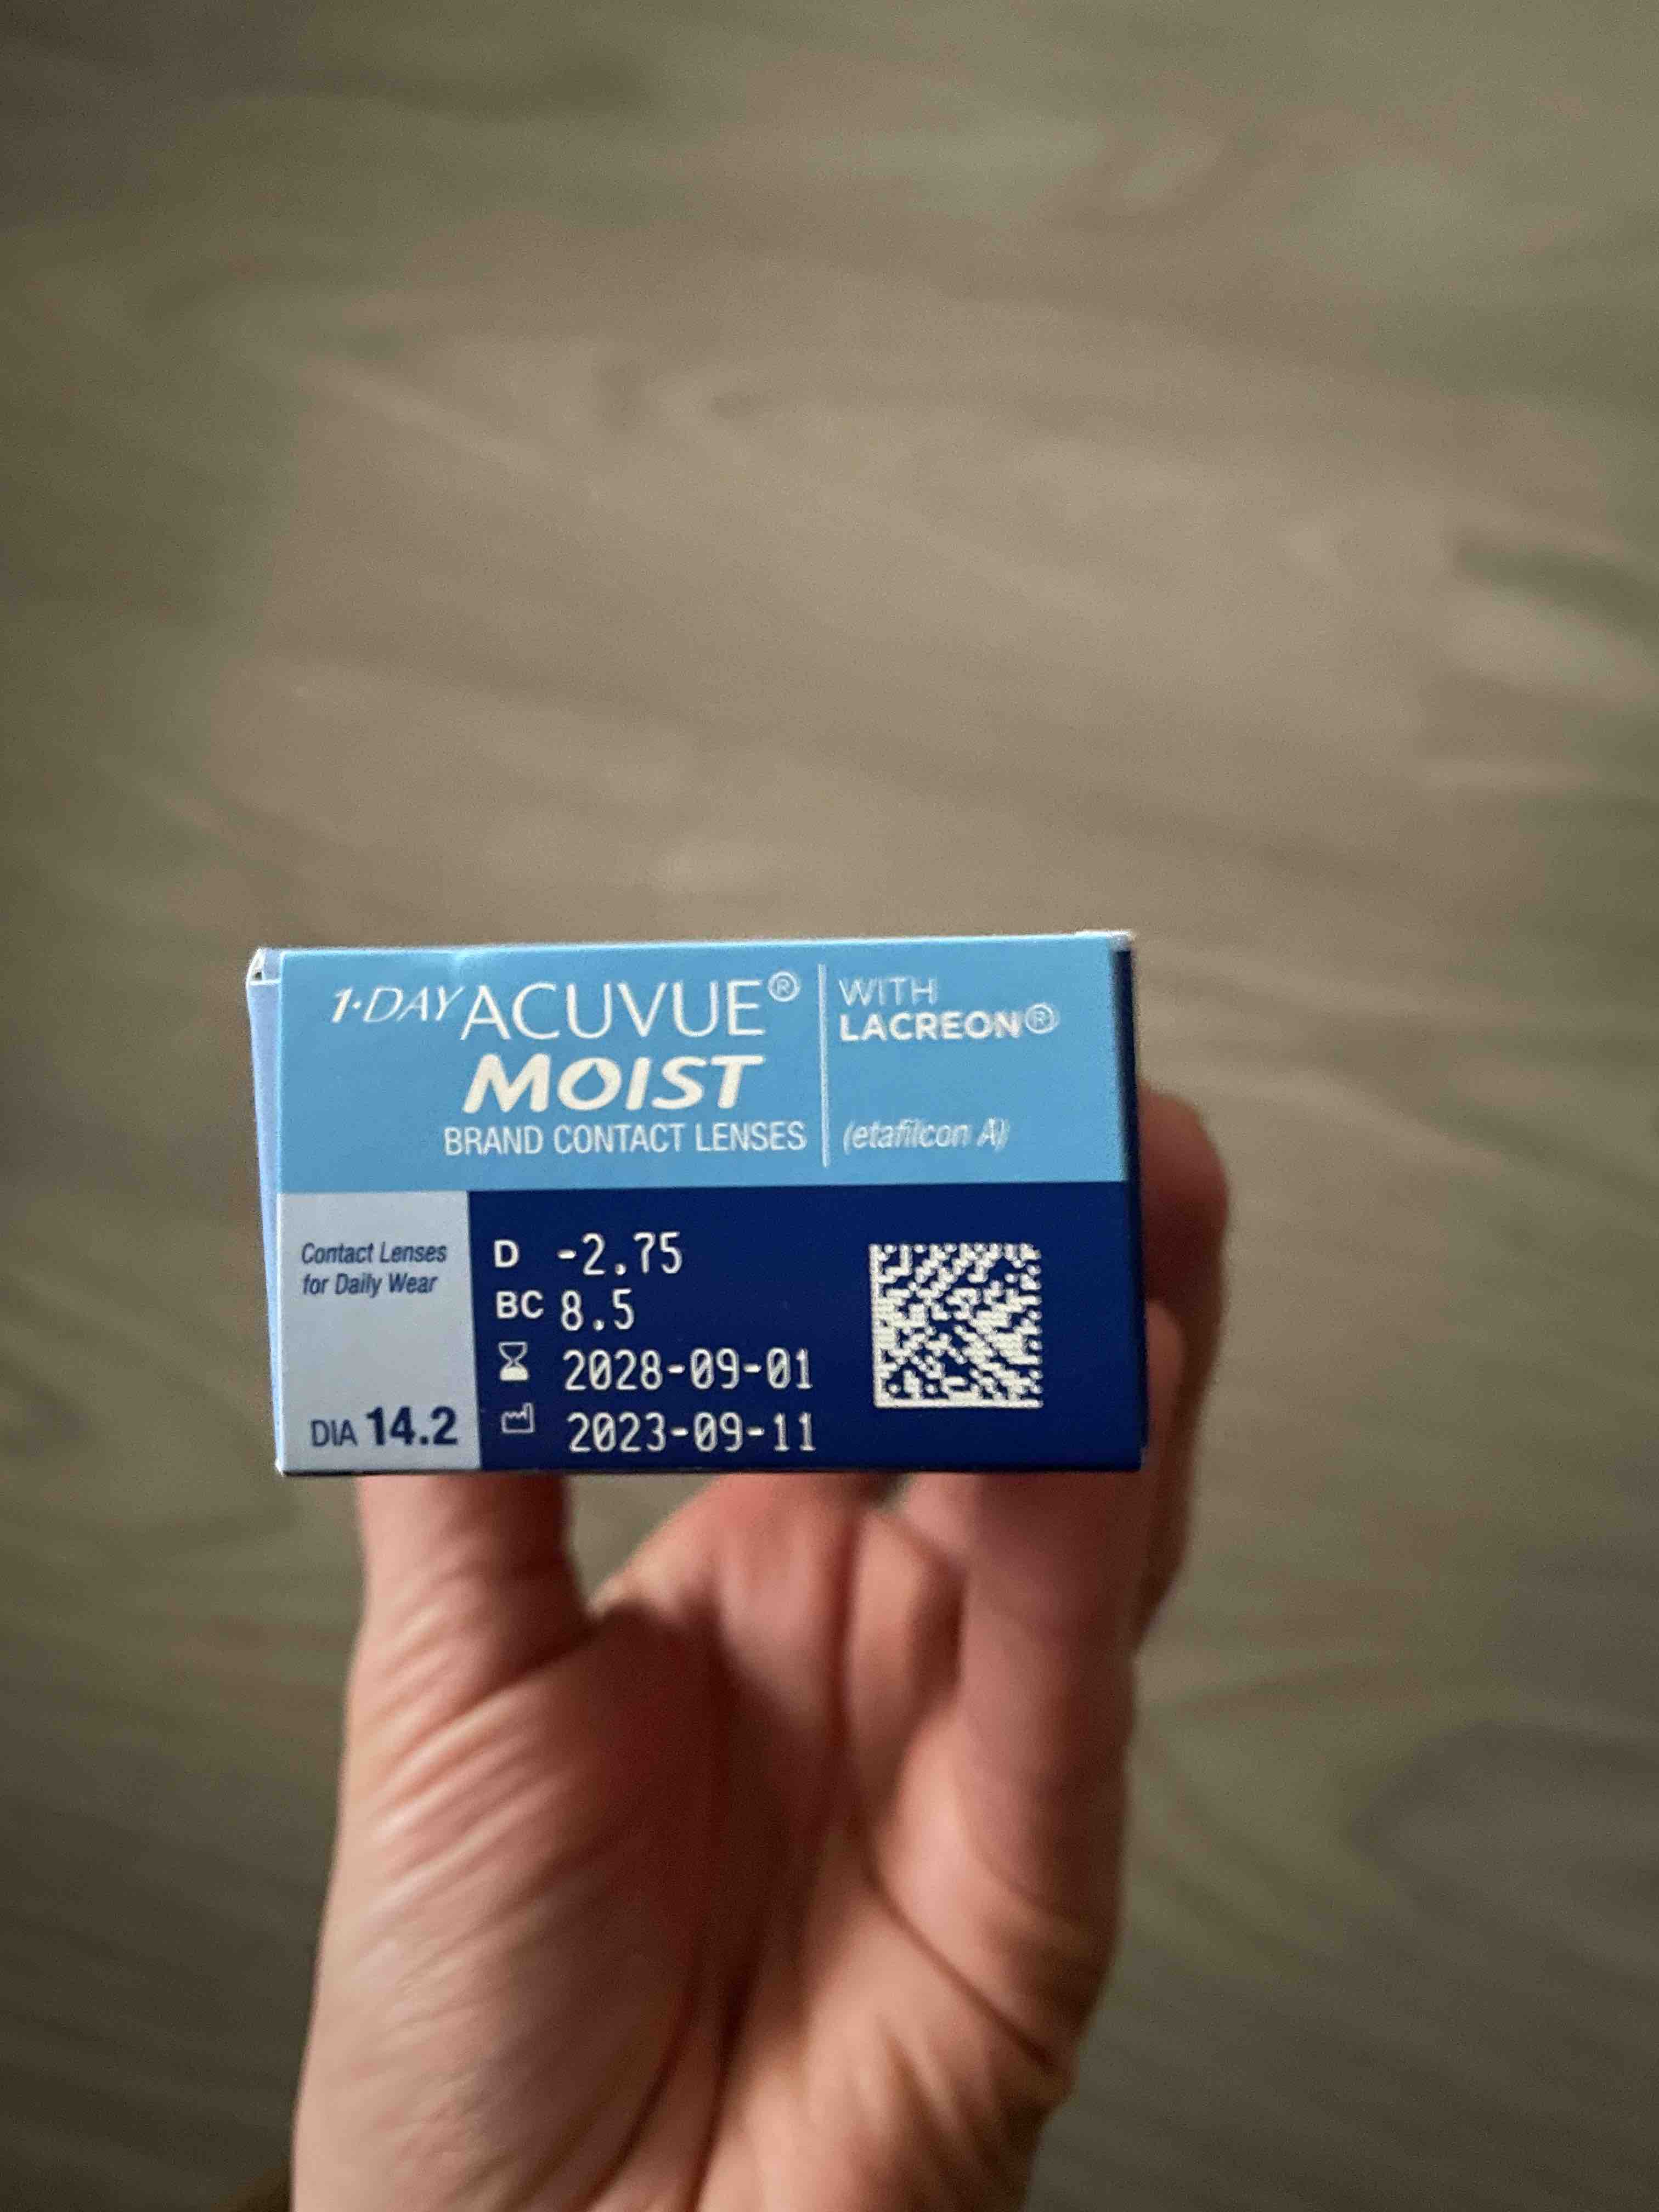 1·DAY ACUVUE®
MOIST
BRAND CONTACT LENSES
WITH
LACREON®
(etafilcon A)
Contact Lenses
for Daily Wear
DIA 14.2
D -2.75
BC 8.5
2028-09-01
2023-09-11